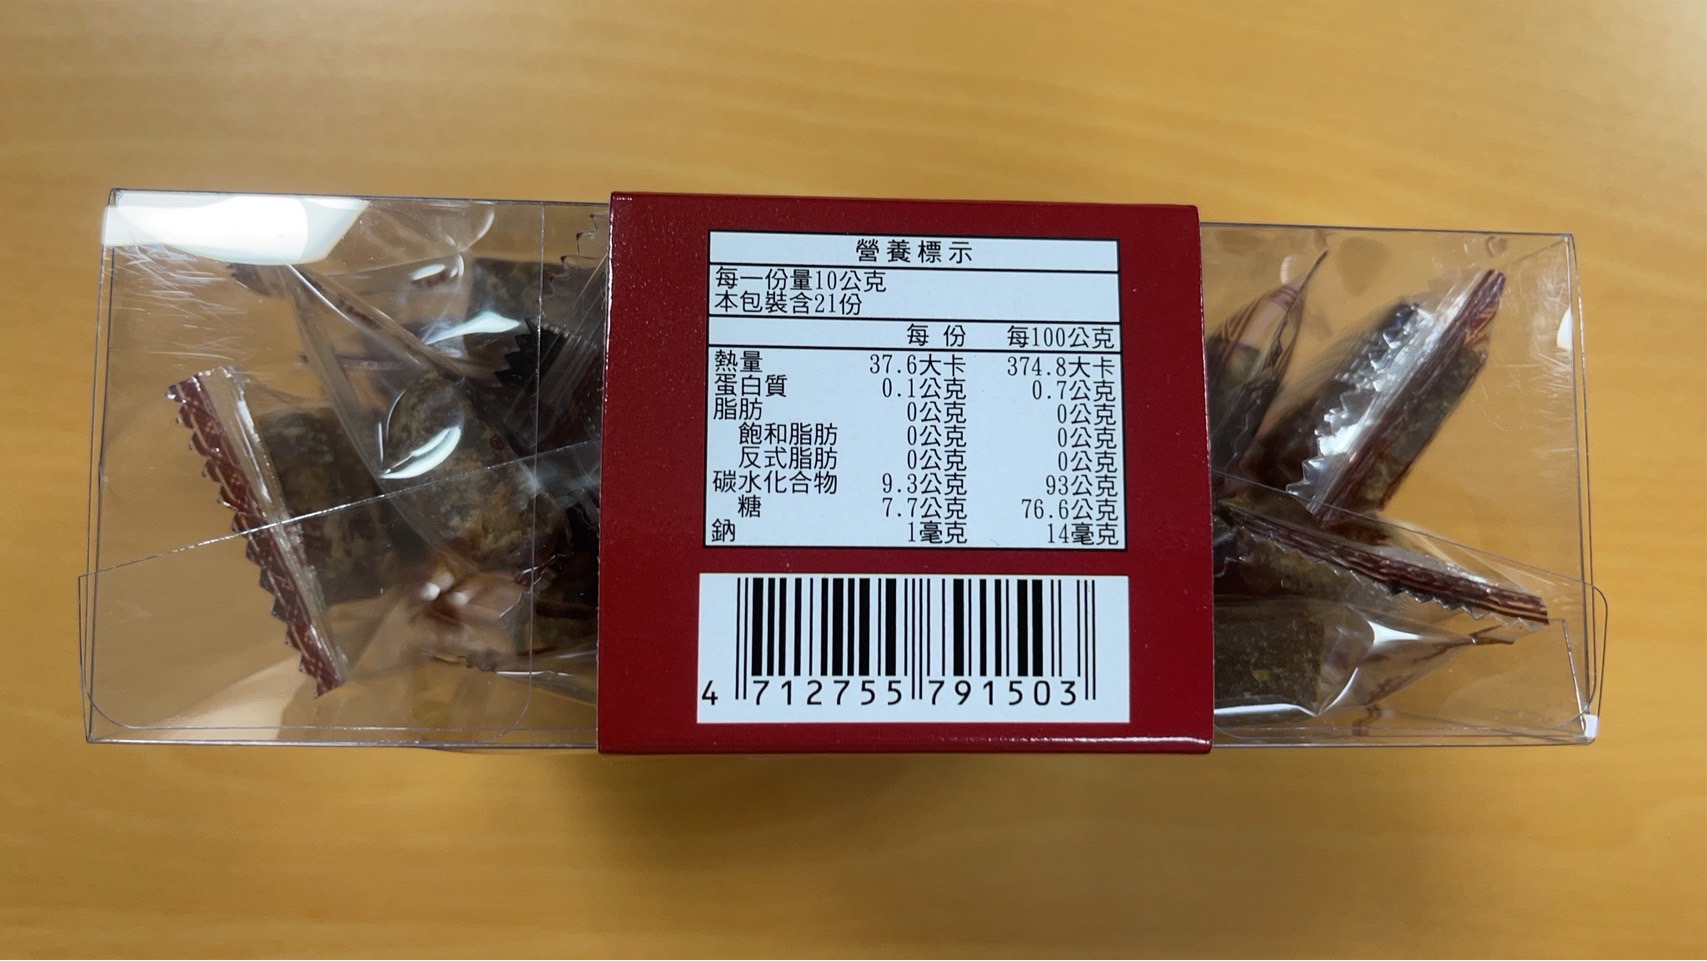 營養標示
每一份量10公克
本包裝含21份
每份 每100公克
熱量 37.6大卡 374.8大卡
蛋白質 0.1公克 0.7公克
脂肪 0公克 0公克
飽和脂肪 0公克 0公克
反式脂肪 0公克 0公克
碳水化合物 9.3公克 93公克
糖 7.7公克 76.6公克
鈉 1毫克 14毫克
4 712755 791503